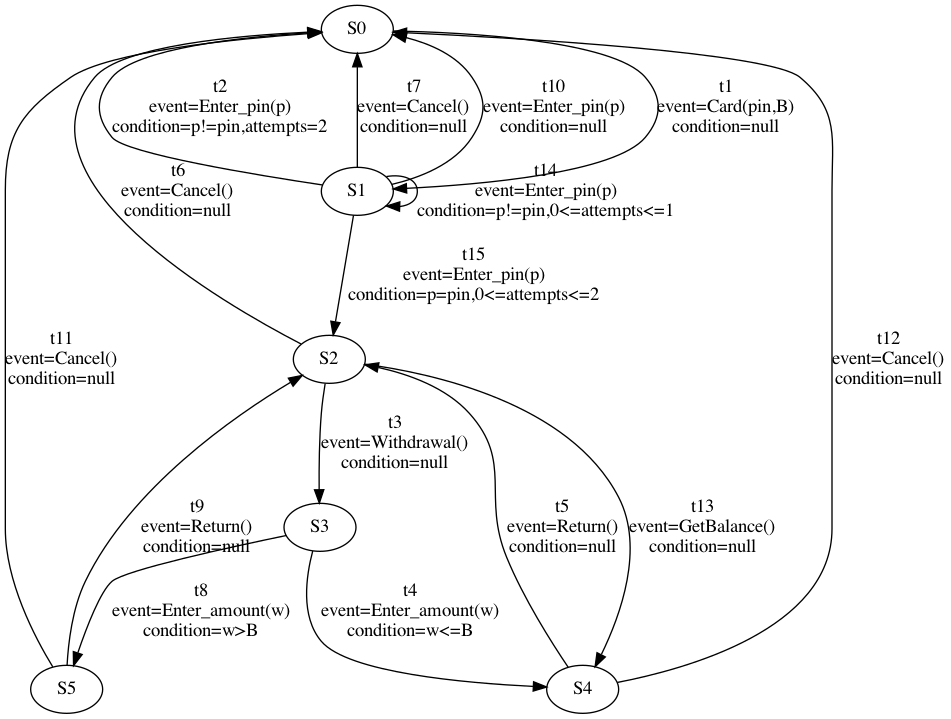 S0
t2
event=Enter_pin(p)
condition=p!=pin,attempts=2
t7
event=Cancel()
condition=null
t10
event=Enter_pin(p)
condition=null
t1
event=Card(pin,B)
condition=null
t6
event=Cancel()
condition=null
S1
t14
event=Enter_pin(p)
condition=p!=pin,0<=attempts<=1
t15
event=Enter_pin(p)
condition=p=pin,0<=attempts<=2
t11
event=Cancel()
condition=null
S2
t12
event=Cancel()
condition=null
t3
event=Withdrawal()
condition=null
t9
event=Return()
condition=null
S3
t5
event=Return()
condition=null
t13
event=GetBalance()
condition=null
t8
event=Enter_amount(w)
condition=w>B
t4
event=Enter_amount(w)
condition=w<=B
S5
S4